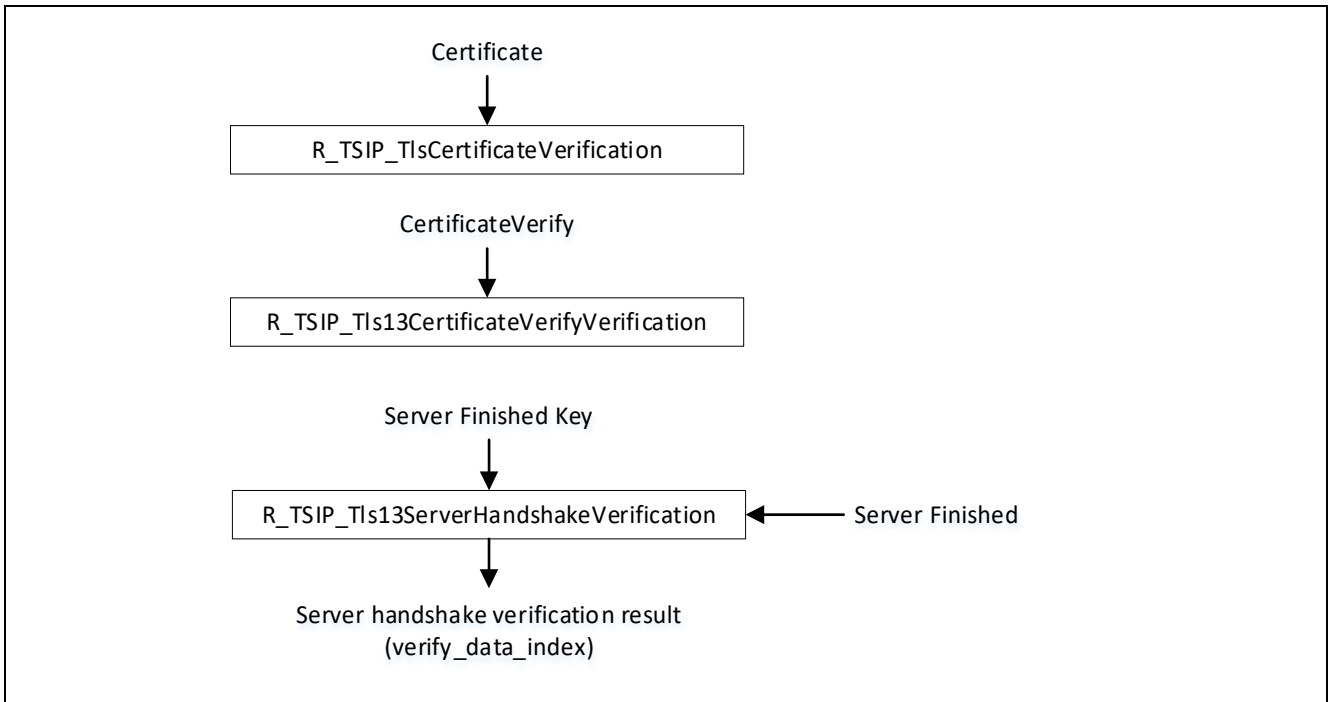 Certificate
R_TSIP_TlsCertificateVerification
CertificateVerify
R_TSIP_Tls13CertificateVerifyVerification
Server Finished Key
R_TSIP_Tls13ServerHandshakeVerification
Server Finished
Server handshake verification result
(verify_data_index)